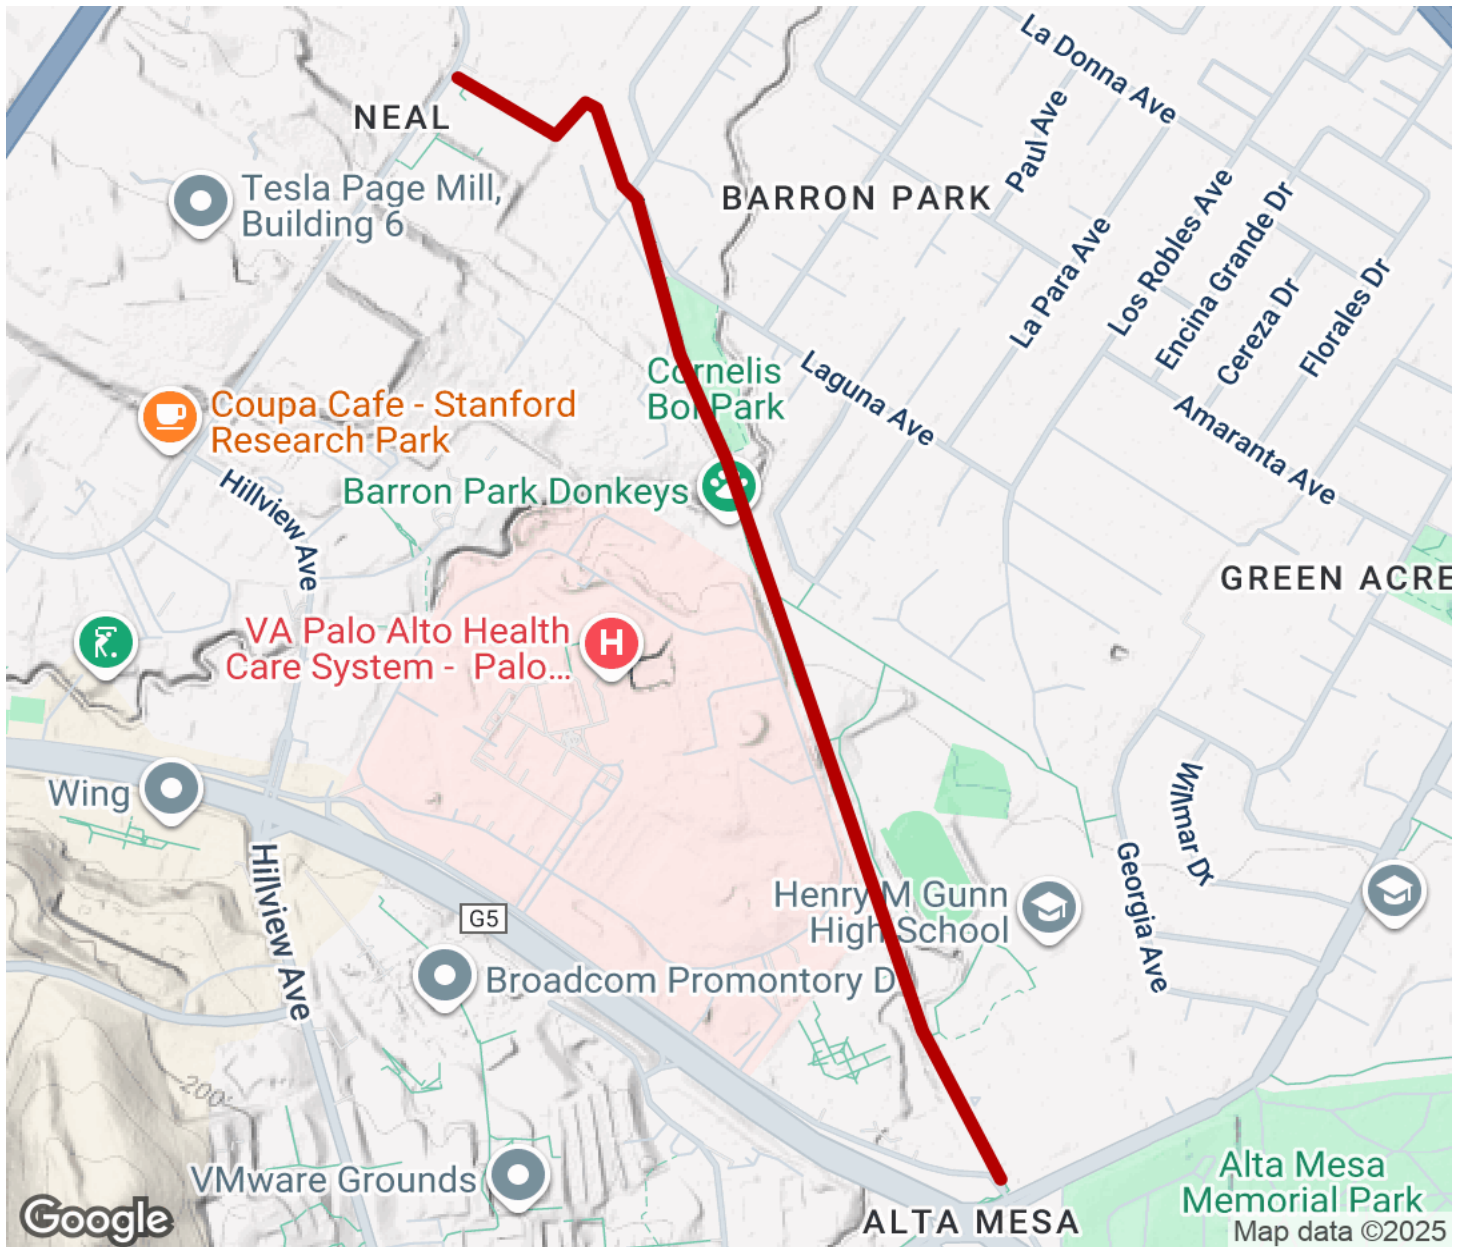 La Donna Ave
NEAL
Paul Ave
Tesla Page Mill,
Building 6
BARRON PARK
Los Robles Ave
Encina Grande Dr
La Para Ave
Cereza Dr
Florales Dr
Cornelis
Bol Park
Laguna Ave
Coupa Cafe - Stanford
Research Park
Amaranta Ave
Barron Park Donkeys
Hillview Ave
GREEN ACRE
VA Palo Alto Health
Care System - Palo...
H
Wing
Wilmar Dr
Hillview Ave
Georgia Ave
Henry M Gunn
High School
G5
Broadcom Promontory D
200
VMware Grounds
Alta Mesa
Memorial Park
ALTA MESA
Google
Map data ©2025